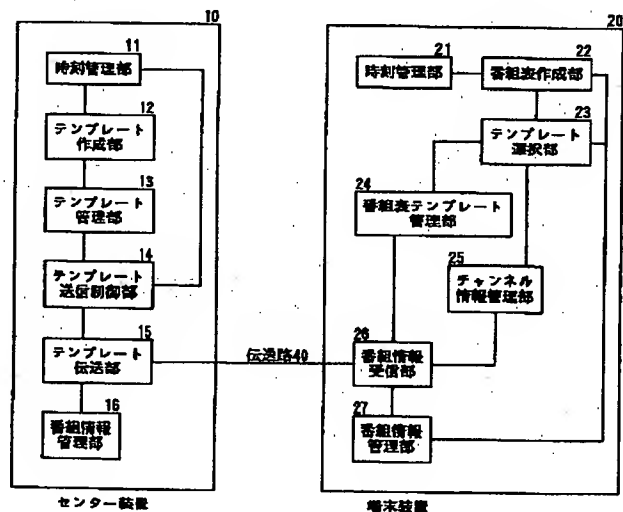 10
11
時刻管理部
12
テンプレート
作成部
13
テンプレート
管理部
14
テンプレート
送信制御部
15
テンプレート
伝送部
16
番組情報
管理部
センター装置
伝送路40
20
21
時刻管理部
22
番組表作成部
23
テンプレート
選択部
24
番組表テンプレート
管理部
25
チャンネル
情報管理部
26
番組情報
受信部
27
番組情報
管理部
端末装置